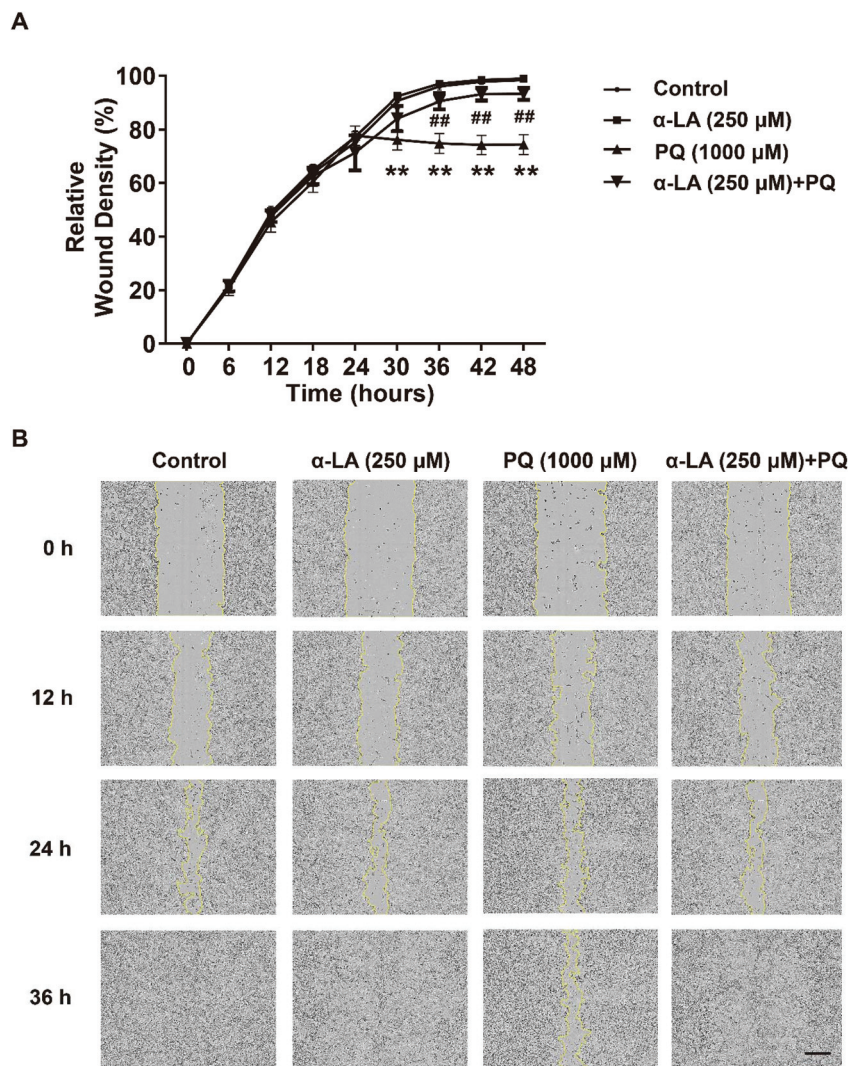 A
Relative
Wound Density (%)
100
80
60
40
20
0
## ## ##
** ** ** **
0 6 12 18 24 30 36 42 48
Time (hours)
Control
α-LA (250 μM)
PQ (1000 μM)
α-LA (250 μM)+PQ
B
Control α-LA (250 μM) PQ (1000 μM) α-LA (250 μM)+PQ
0 h
12 h
24 h
36 h